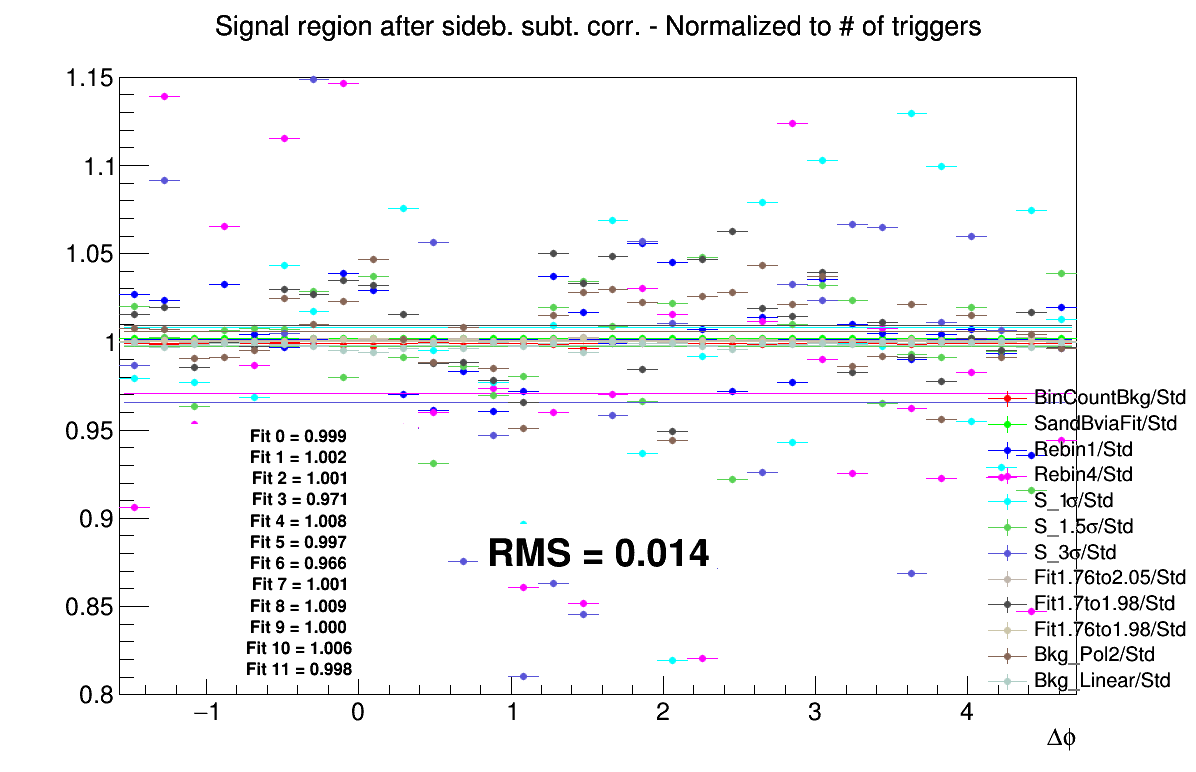 Signal region after sideb. subt. corr. - Normalized to # of triggers
1.15
1.1
1.05
1
0.95
0.9
0.85
0.8
−1
0
1
2
3
4
Δϕ
Fit 0 = 0.999
Fit 1 = 1.002
Fit 2 = 1.001
Fit 3 = 0.971
Fit 4 = 1.008
Fit 5 = 0.997
Fit 6 = 0.966
Fit 7 = 1.001
Fit 8 = 1.009
Fit 9 = 1.000
Fit 10 = 1.006
Fit 11 = 0.998
RMS = 0.014
BinCountBkg/Std
SandBviaFit/Std
Rebin1/Std
Rebin4/Std
S_1σ/Std
S_1.5σ/Std
S_3σ/Std
Fit1.76to2.05/Std
Fit1.7to1.98/Std
Fit1.76to1.98/Std
Bkg_Pol2/Std
Bkg_Linear/Std